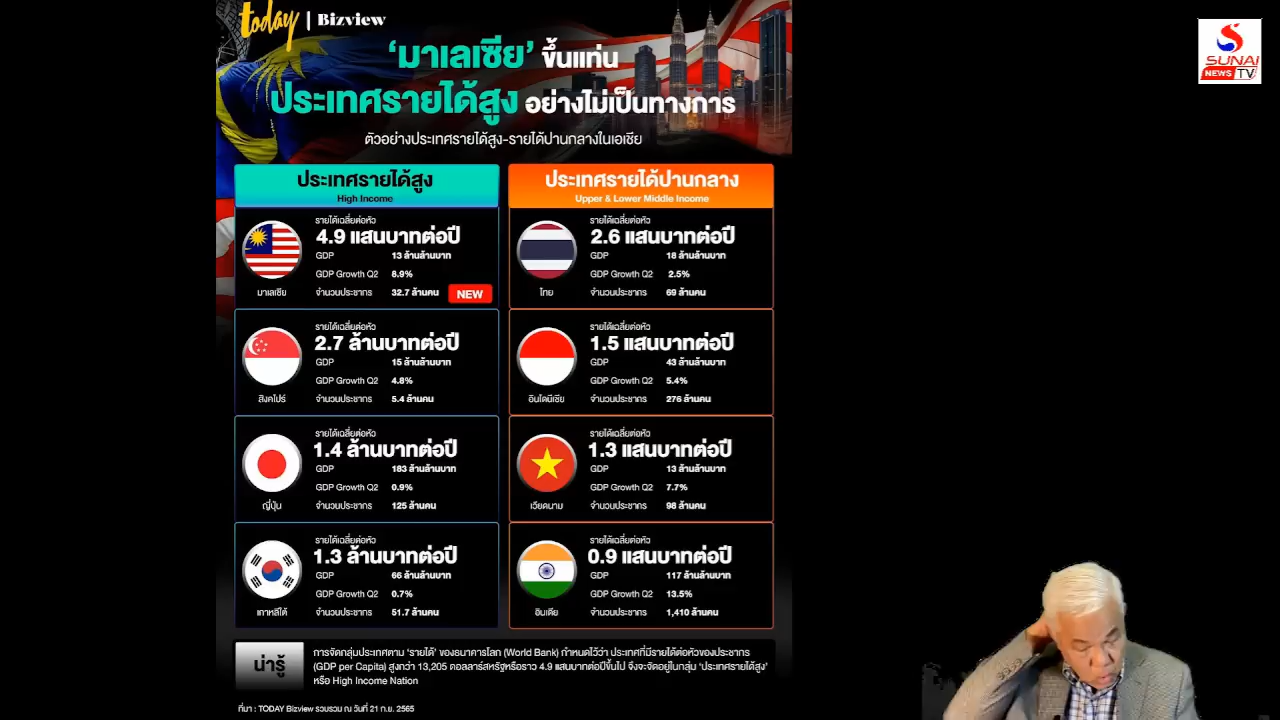 today | Bizview
‘มาเลเซีย’ ขึ้นแท่น
ประเทศรายได้สูง อย่างไม่เป็นทางการ
ตัวอย่างประเทศรายได้สูง-รายได้ปานกลางในเอเชีย
ประเทศรายได้สูง
High Income
รายได้เฉลี่ยต่อหัว
4.9 แสนบาทต่อปี
GDP 13 ล้านล้านบาท
GDP Growth Q2 8.9%
มาเลเซีย จำนวนประชากร 32.7 ล้านคน NEW
รายได้เฉลี่ยต่อหัว
2.7 ล้านบาทต่อปี
GDP 15 ล้านล้านบาท
GDP Growth Q2 4.8%
สิงคโปร์ จำนวนประชากร 5.4 ล้านคน
รายได้เฉลี่ยต่อหัว
1.4 ล้านบาทต่อปี
GDP 183 ล้านล้านบาท
GDP Growth Q2 0.9%
ญี่ปุ่น จำนวนประชากร 125 ล้านคน
รายได้เฉลี่ยต่อหัว
1.3 ล้านบาทต่อปี
GDP 66 ล้านล้านบาท
GDP Growth Q2 0.7%
เกาหลีใต้ จำนวนประชากร 51.7 ล้านคน
ประเทศรายได้ปานกลาง
Upper & Lower Middle Income
รายได้เฉลี่ยต่อหัว
2.6 แสนบาทต่อปี
GDP 18 ล้านล้านบาท
GDP Growth Q2 2.5%
ไทย จำนวนประชากร 69 ล้านคน
รายได้เฉลี่ยต่อหัว
1.5 แสนบาทต่อปี
GDP 43 ล้านล้านบาท
GDP Growth Q2 5.4%
อินโดนีเซีย จำนวนประชากร 276 ล้านคน
รายได้เฉลี่ยต่อหัว
1.3 แสนบาทต่อปี
GDP 13 ล้านล้านบาท
GDP Growth Q2 7.7%
เวียดนาม จำนวนประชากร 98 ล้านคน
รายได้เฉลี่ยต่อหัว
0.9 แสนบาทต่อปี
GDP 117 ล้านล้านบาท
GDP Growth Q2 13.5%
อินเดีย จำนวนประชากร 1,410 ล้านคน
น่ารู้
การจัดกลุ่มประเทศตาม ‘รายได้’ ของธนาคารโลก (World Bank) กำหนดไว้ว่า ประเทศที่มีรายได้ต่อหัวของประชากร
(GDP per Capita) สูงกว่า 13,205 ดอลลาร์สหรัฐหรือราว 4.9 แสนบาทต่อปีขึ้นไป จึงจะจัดอยู่ในกลุ่ม ‘ประเทศรายได้สูง’
หรือ High Income Nation
ที่มา : TODAY Bizview รวบรวม ณ วันที่ 21 ก.ย. 2565
SUNAI
NEWS TV